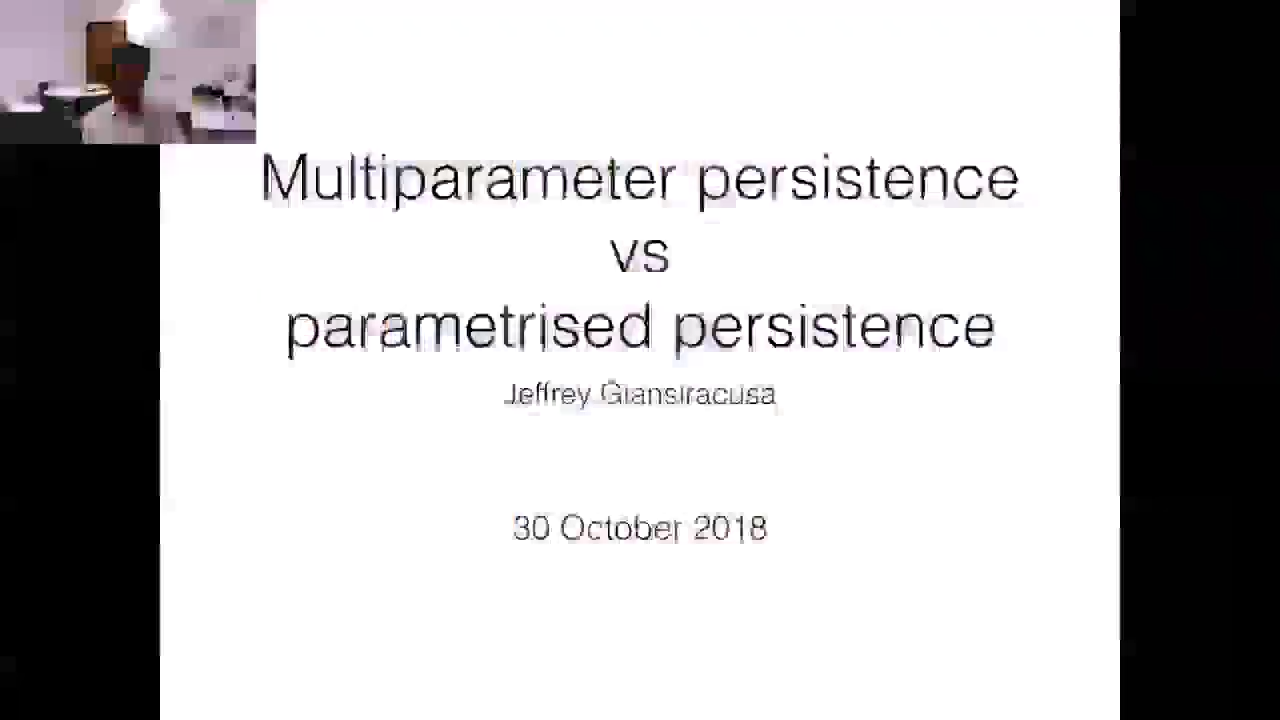 Multiparameter persistence
vs
parametrised persistence
Jeffrey Giansiracusa
30 October 2018